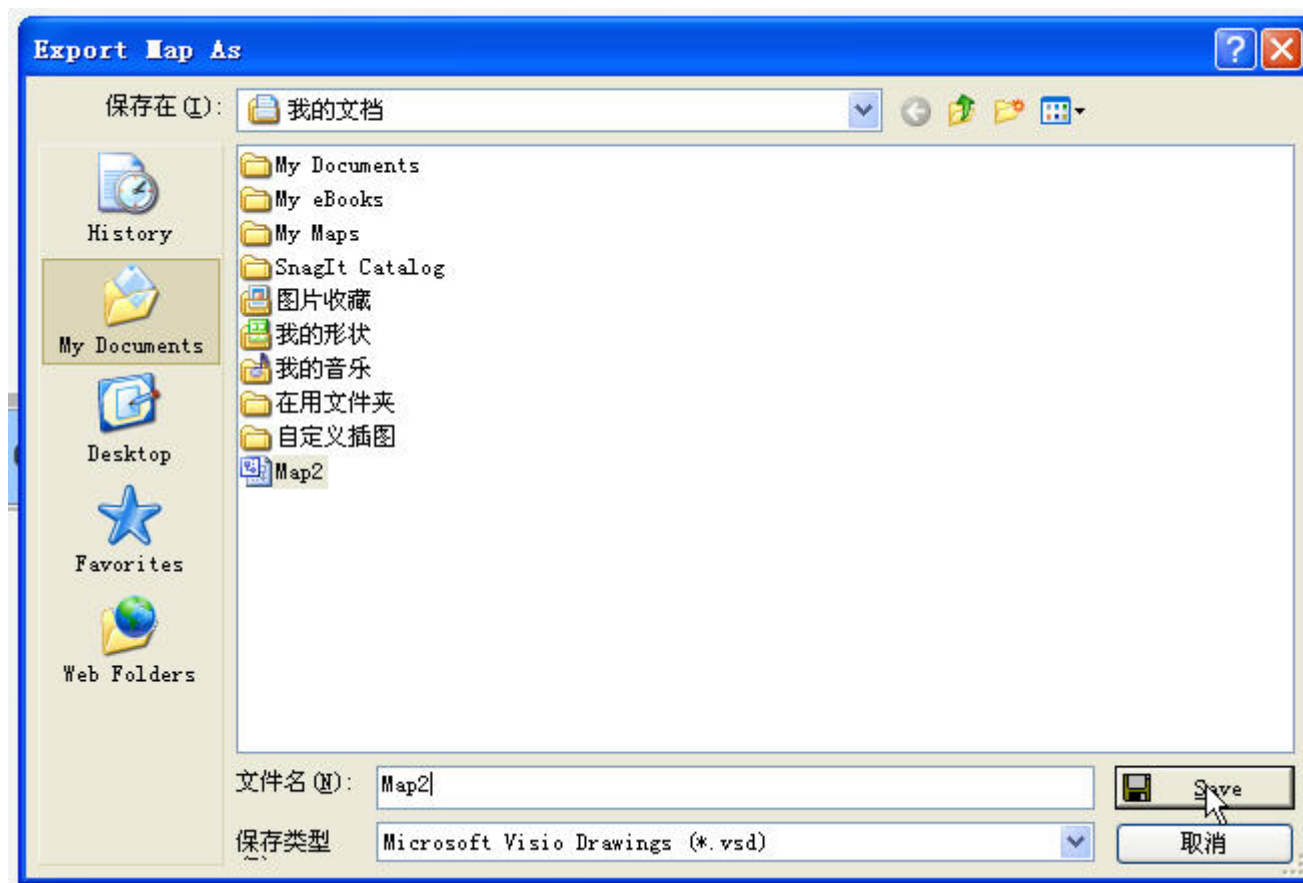 Export Map As
保存在(I):
我的文档
History
My Documents
Desktop
Favorites
Web Folders
My Documents
My eBooks
My Maps
SnagIt Catalog
图片收藏
我的形状
我的音乐
在用文件夹
自定义插图
Map2
文件名(N):
Map2
Save
保存类型
Microsoft Visio Drawings (*.vsd)
取消